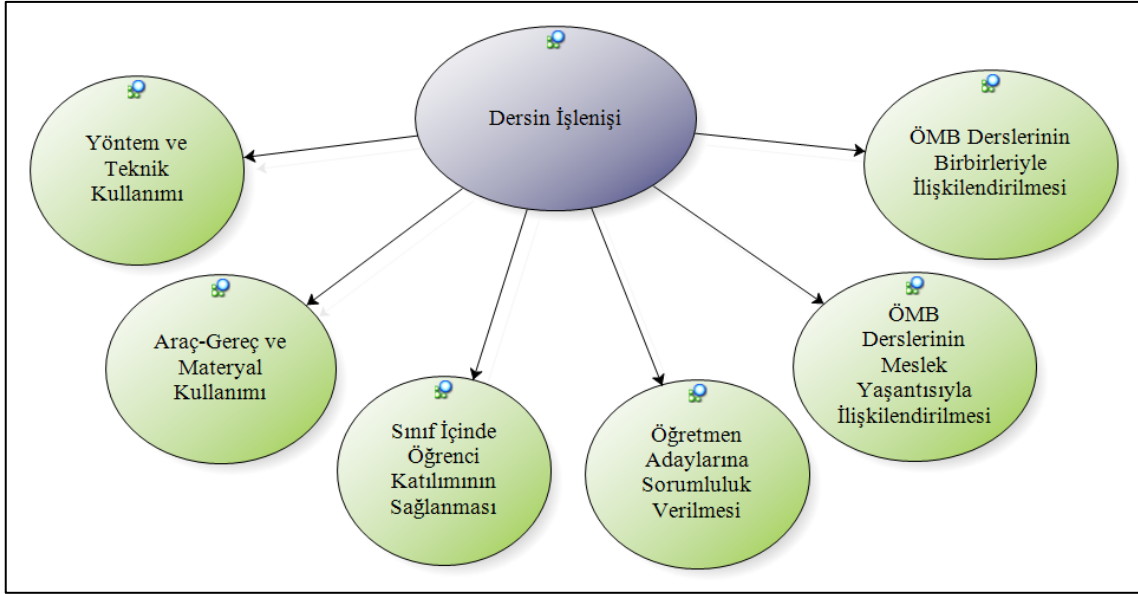 Dersin İşlenişi
Yöntem ve
Teknik
Kullanımı
Araç-Gereç ve
Materyal
Kullanımı
Sınıf İçinde
Öğrenci
Katılımının
Sağlanması
Öğretmen
Adaylarına
Sorumluluk
Verilmesi
ÖMB
Derslerinin
Meslek
Yaşantısıyla
İlişkilendirilmesi
ÖMB Derslerinin
Birbirleriyle
İlişkilendirilmesi